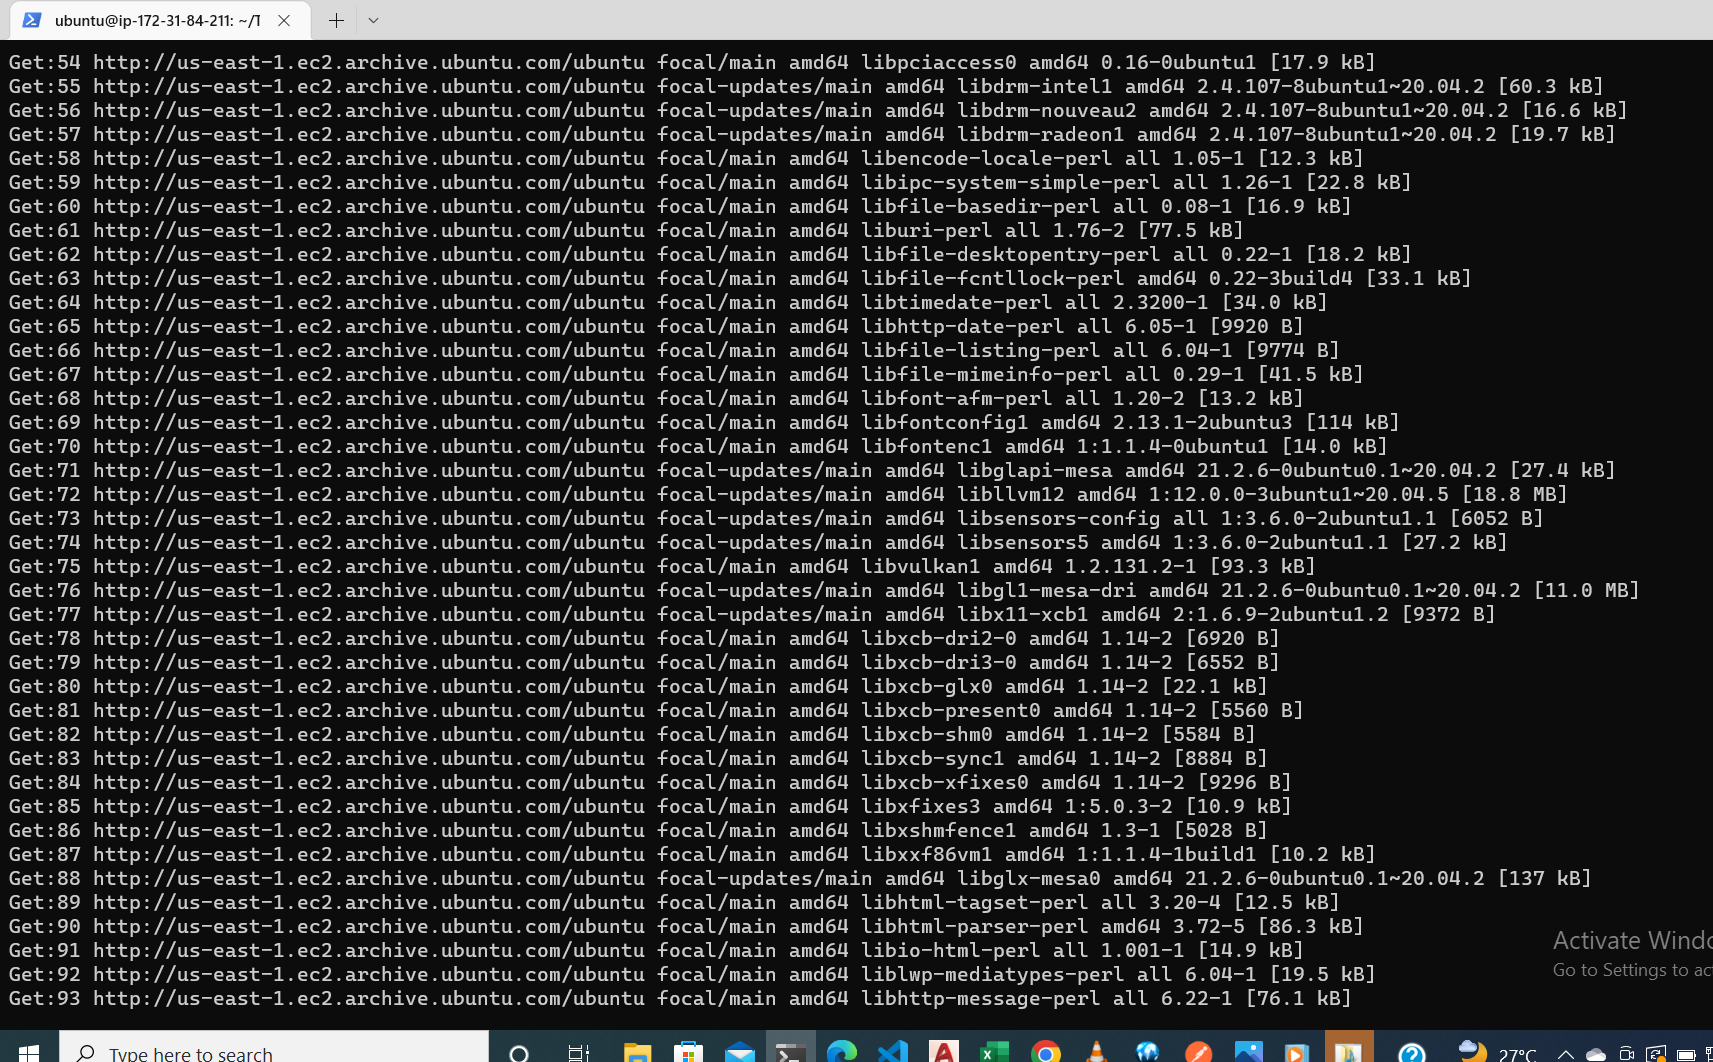 ubuntu@ip-172-31-84-211: ~/T
Get:54 http://us-east-1.ec2.archive.ubuntu.com/ubuntu focal/main amd64 libpciaccess0 amd64 0.16-0ubuntu1 [17.9 kB]
Get:55 http://us-east-1.ec2.archive.ubuntu.com/ubuntu focal-updates/main amd64 libdrm-intel1 amd64 2.4.107-8ubuntu1~20.04.2 [60.3 kB]
Get:56 http://us-east-1.ec2.archive.ubuntu.com/ubuntu focal-updates/main amd64 libdrm-nouveau2 amd64 2.4.107-8ubuntu1~20.04.2 [16.6 kB]
Get:57 http://us-east-1.ec2.archive.ubuntu.com/ubuntu focal-updates/main amd64 libdrm-radeon1 amd64 2.4.107-8ubuntu1~20.04.2 [19.7 kB]
Get:58 http://us-east-1.ec2.archive.ubuntu.com/ubuntu focal/main amd64 libencode-locale-perl all 1.05-1 [12.3 kB]
Get:59 http://us-east-1.ec2.archive.ubuntu.com/ubuntu focal/main amd64 libipc-system-simple-perl all 1.26-1 [22.8 kB]
Get:60 http://us-east-1.ec2.archive.ubuntu.com/ubuntu focal/main amd64 libfile-basedir-perl all 0.08-1 [16.9 kB]
Get:61 http://us-east-1.ec2.archive.ubuntu.com/ubuntu focal/main amd64 liburi-perl all 1.76-2 [77.5 kB]
Get:62 http://us-east-1.ec2.archive.ubuntu.com/ubuntu focal/main amd64 libfile-desktopentry-perl all 0.22-1 [18.2 kB]
Get:63 http://us-east-1.ec2.archive.ubuntu.com/ubuntu focal/main amd64 libfile-fcntllock-perl amd64 0.22-3build4 [33.1 kB]
Get:64 http://us-east-1.ec2.archive.ubuntu.com/ubuntu focal/main amd64 libtimedate-perl all 2.3200-1 [34.0 kB]
Get:65 http://us-east-1.ec2.archive.ubuntu.com/ubuntu focal/main amd64 libhttp-date-perl all 6.05-1 [9920 B]
Get:66 http://us-east-1.ec2.archive.ubuntu.com/ubuntu focal/main amd64 libfile-listing-perl all 6.04-1 [9774 B]
Get:67 http://us-east-1.ec2.archive.ubuntu.com/ubuntu focal/main amd64 libfile-mimeinfo-perl all 0.29-1 [41.5 kB]
Get:68 http://us-east-1.ec2.archive.ubuntu.com/ubuntu focal/main amd64 libfont-afm-perl all 1.20-2 [13.2 kB]
Get:69 http://us-east-1.ec2.archive.ubuntu.com/ubuntu focal/main amd64 libfontconfig1 amd64 2.13.1-2ubuntu3 [114 kB]
Get:70 http://us-east-1.ec2.archive.ubuntu.com/ubuntu focal/main amd64 libfontenc1 amd64 1:1.1.4-0ubuntu1 [14.0 kB]
Get:71 http://us-east-1.ec2.archive.ubuntu.com/ubuntu focal-updates/main amd64 libglapi-mesa amd64 21.2.6-0ubuntu0.1~20.04.2 [27.4 kB]
Get:72 http://us-east-1.ec2.archive.ubuntu.com/ubuntu focal-updates/main amd64 libllvm12 amd64 1:12.0.0-3ubuntu1~20.04.5 [18.8 MB]
Get:73 http://us-east-1.ec2.archive.ubuntu.com/ubuntu focal-updates/main amd64 libsensors-config all 1:3.6.0-2ubuntu1.1 [6052 B]
Get:74 http://us-east-1.ec2.archive.ubuntu.com/ubuntu focal-updates/main amd64 libsensors5 amd64 1:3.6.0-2ubuntu1.1 [27.2 kB]
Get:75 http://us-east-1.ec2.archive.ubuntu.com/ubuntu focal/main amd64 libvulkan1 amd64 1.2.131.2-1 [93.3 kB]
Get:76 http://us-east-1.ec2.archive.ubuntu.com/ubuntu focal-updates/main amd64 libgl1-mesa-dri amd64 21.2.6-0ubuntu0.1~20.04.2 [11.0 MB]
Get:77 http://us-east-1.ec2.archive.ubuntu.com/ubuntu focal-updates/main amd64 libx11-xcb1 amd64 2:1.6.9-2ubuntu1.2 [9372 B]
Get:78 http://us-east-1.ec2.archive.ubuntu.com/ubuntu focal/main amd64 libxcb-dri2-0 amd64 1.14-2 [6920 B]
Get:79 http://us-east-1.ec2.archive.ubuntu.com/ubuntu focal/main amd64 libxcb-dri3-0 amd64 1.14-2 [6552 B]
Get:80 http://us-east-1.ec2.archive.ubuntu.com/ubuntu focal/main amd64 libxcb-glx0 amd64 1.14-2 [22.1 kB]
Get:81 http://us-east-1.ec2.archive.ubuntu.com/ubuntu focal/main amd64 libxcb-present0 amd64 1.14-2 [5560 B]
Get:82 http://us-east-1.ec2.archive.ubuntu.com/ubuntu focal/main amd64 libxcb-shm0 amd64 1.14-2 [5584 B]
Get:83 http://us-east-1.ec2.archive.ubuntu.com/ubuntu focal/main amd64 libxcb-sync1 amd64 1.14-2 [8884 B]
Get:84 http://us-east-1.ec2.archive.ubuntu.com/ubuntu focal/main amd64 libxcb-xfixes0 amd64 1.14-2 [9296 B]
Get:85 http://us-east-1.ec2.archive.ubuntu.com/ubuntu focal/main amd64 libxfixes3 amd64 1:5.0.3-2 [10.9 kB]
Get:86 http://us-east-1.ec2.archive.ubuntu.com/ubuntu focal/main amd64 libxshmfence1 amd64 1.3-1 [5028 B]
Get:87 http://us-east-1.ec2.archive.ubuntu.com/ubuntu focal/main amd64 libxxf86vm1 amd64 1:1.1.4-1build1 [10.2 kB]
Get:88 http://us-east-1.ec2.archive.ubuntu.com/ubuntu focal-updates/main amd64 libglx-mesa0 amd64 21.2.6-0ubuntu0.1~20.04.2 [137 kB]
Get:89 http://us-east-1.ec2.archive.ubuntu.com/ubuntu focal/main amd64 libhtml-tagset-perl all 3.20-4 [12.5 kB]
Get:90 http://us-east-1.ec2.archive.ubuntu.com/ubuntu focal/main amd64 libhtml-parser-perl amd64 3.72-5 [86.3 kB]
Get:91 http://us-east-1.ec2.archive.ubuntu.com/ubuntu focal/main amd64 libio-html-perl all 1.001-1 [14.9 kB]
Get:92 http://us-east-1.ec2.archive.ubuntu.com/ubuntu focal/main amd64 liblwp-mediatypes-perl all 6.04-1 [19.5 kB]
Get:93 http://us-east-1.ec2.archive.ubuntu.com/ubuntu focal/main amd64 libhttp-message-perl all 6.22-1 [76.1 kB]
Activate Windo
Go to Settings to ac
Type here to search
27°C